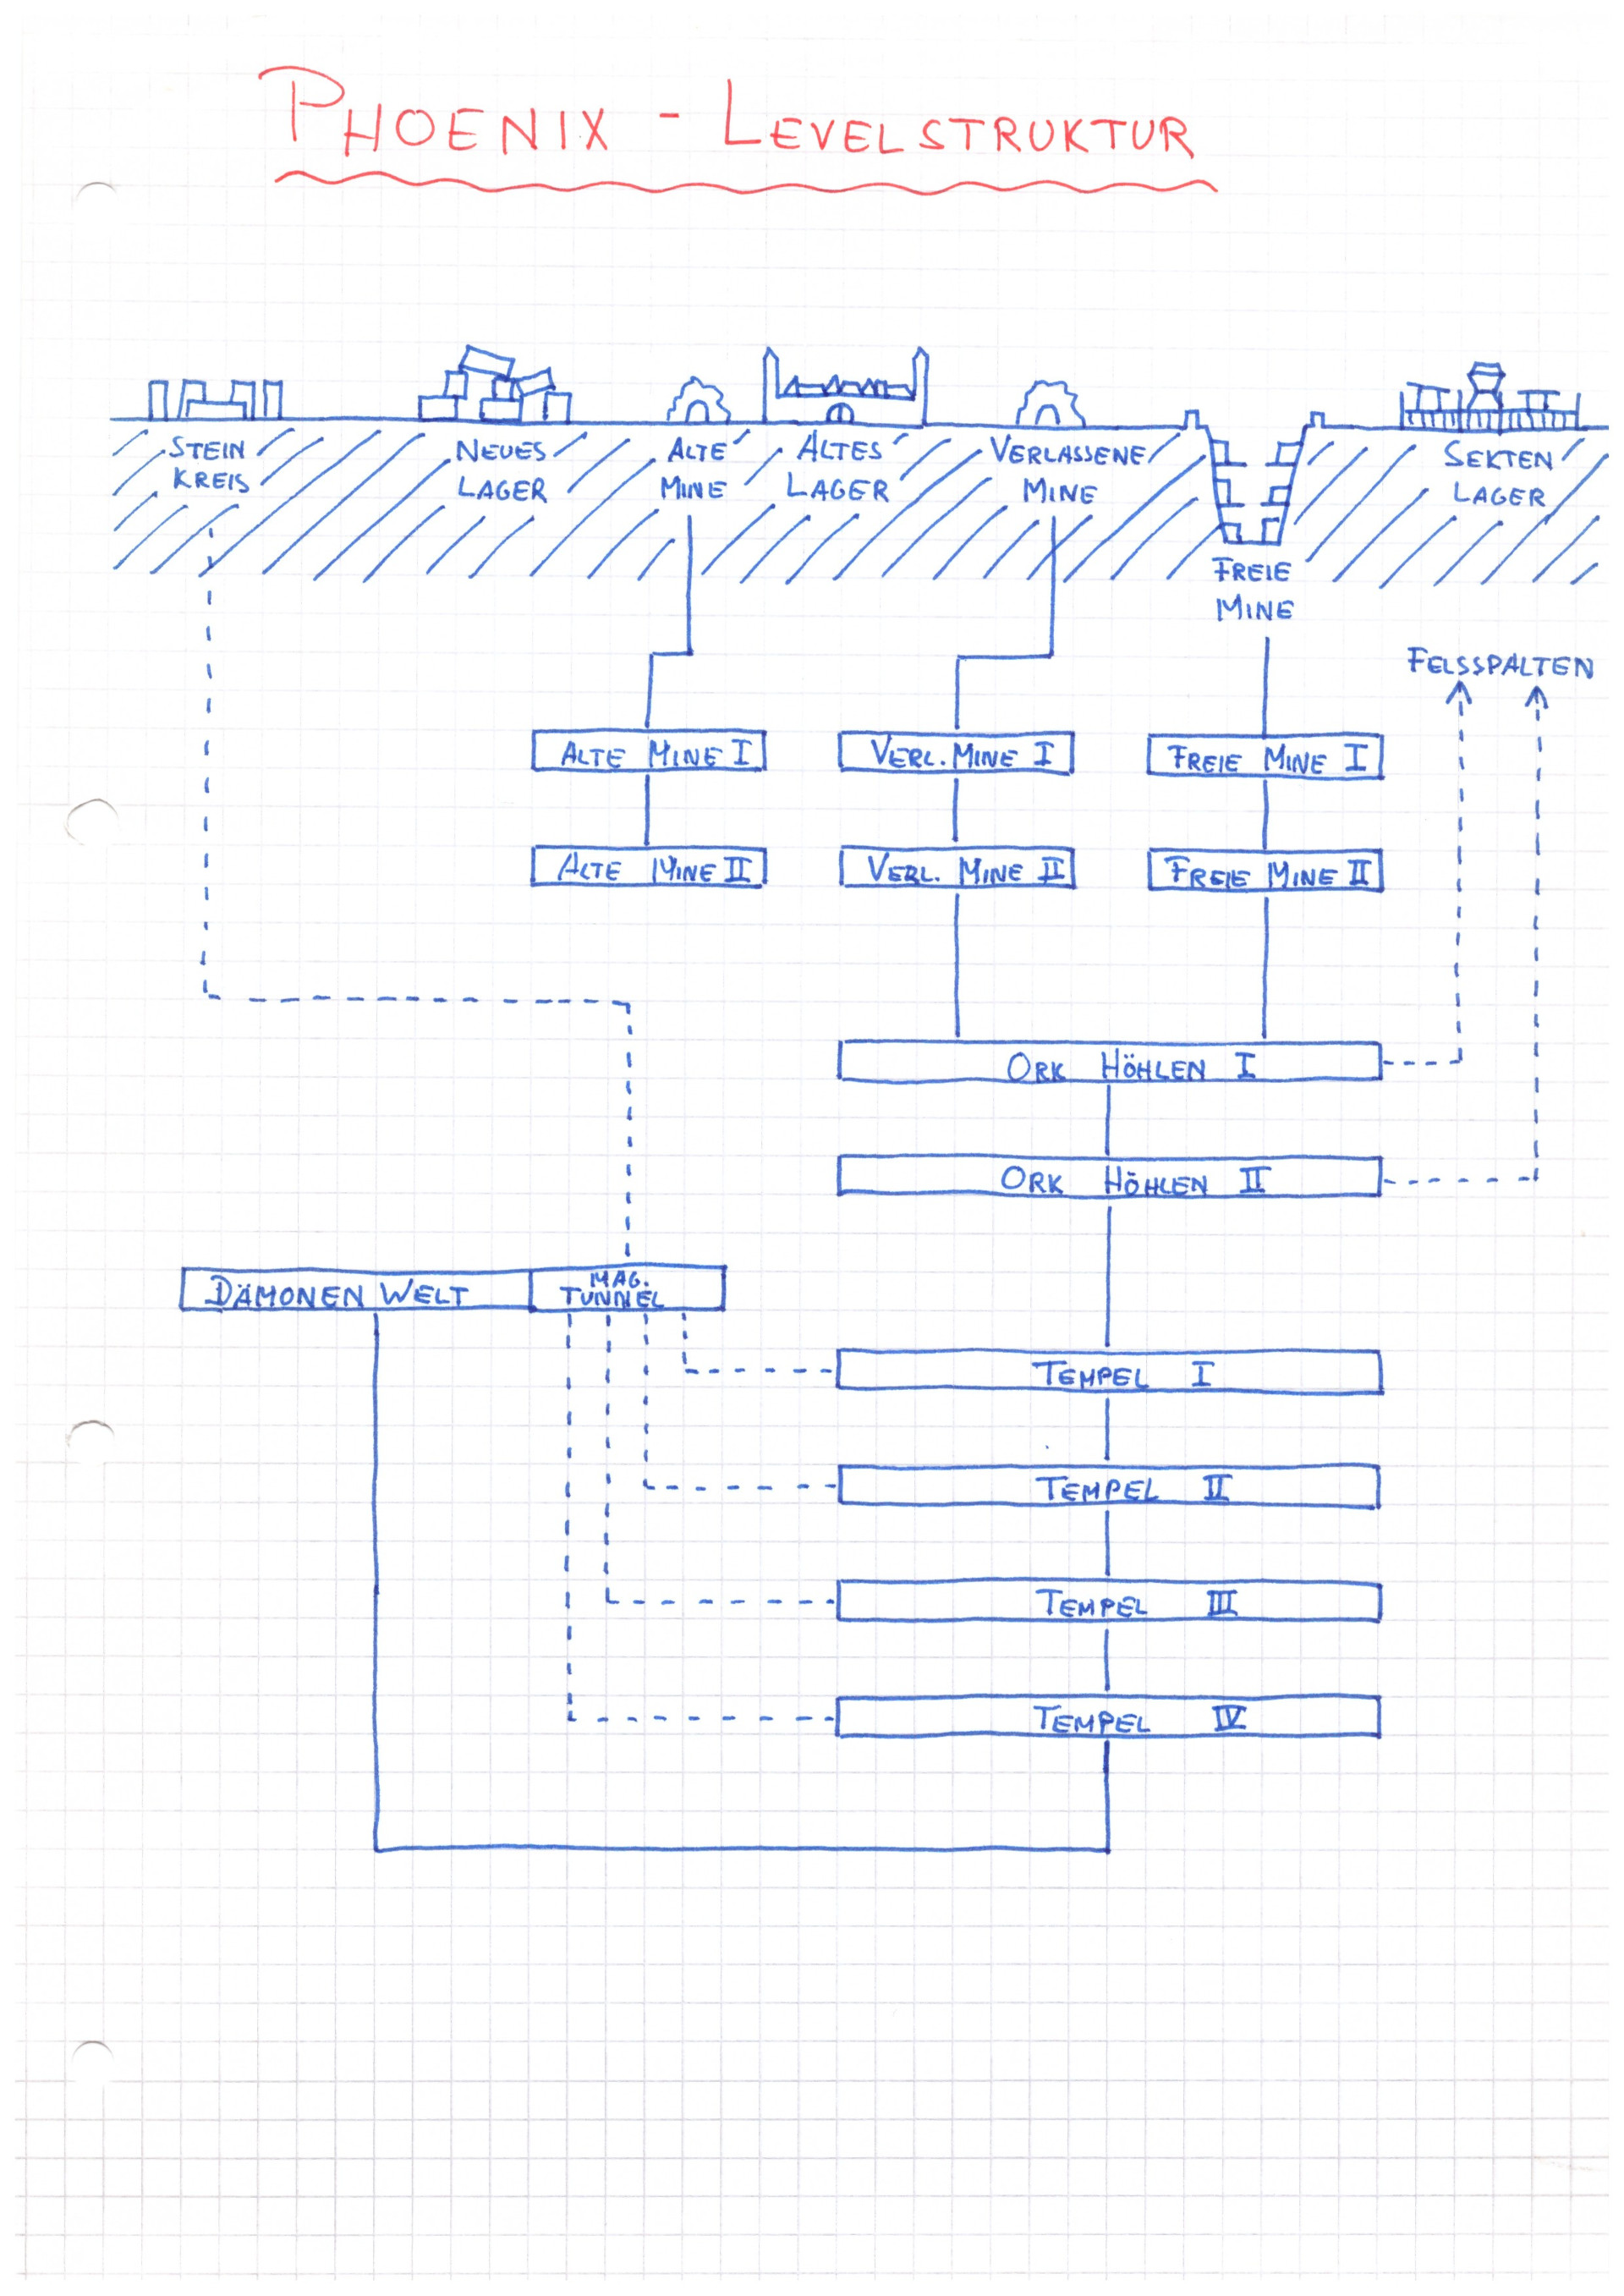 PHOENIX - LEVELSTRUKTUR
STEIN
KREIS
NEUES
LAGER
ALTE
MINE
ALTES
LAGER
VERLASSENE
MINE
FREIE
MINE
SEKTEN
LAGER
FELSSPALTEN
ALTE MINE I
VERL. MINE I
FREIE MINE I
ALTE MINE II
VERL. MINE II
FREIE MINE II
ORK HÖHLEN I
ORK HÖHLEN II
DÄMONEN WELT
MAG.
TUNNEL
TEMPEL I
TEMPEL II
TEMPEL III
TEMPEL IV